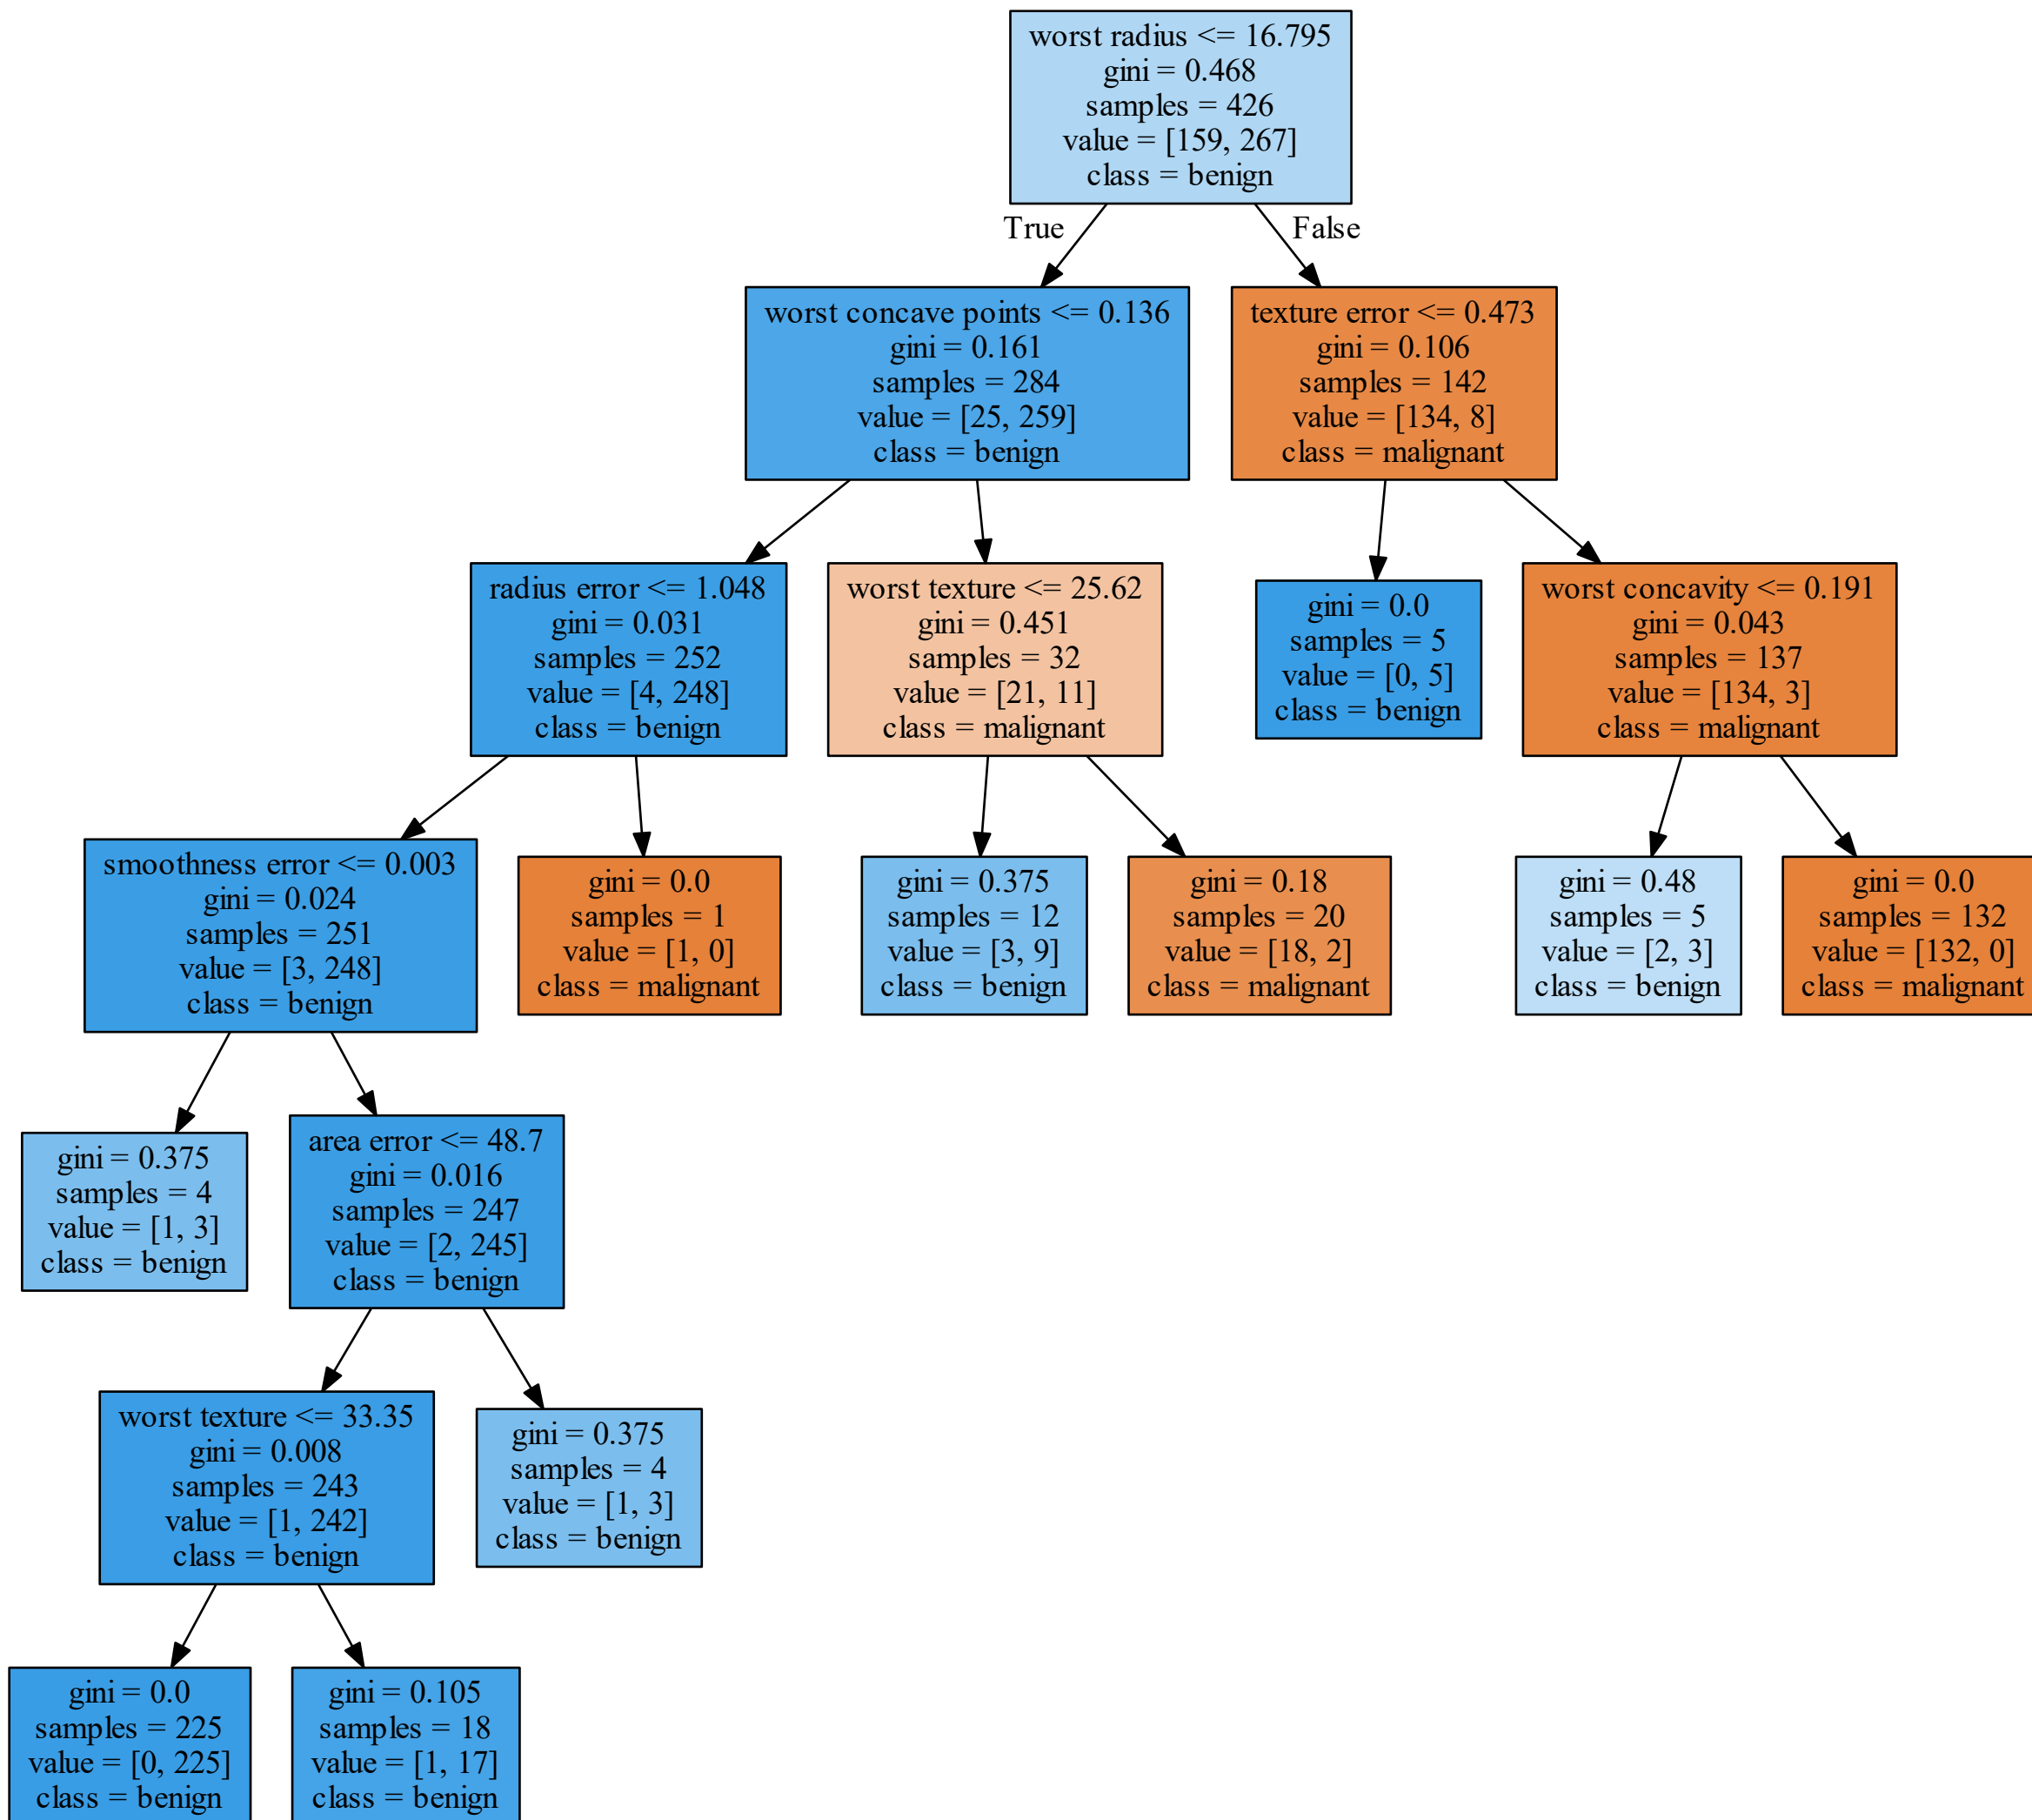 worst radius <= 16.795
gini = 0.468
samples = 426
value = [159, 267]
class = benign
True
False
worst concave points <= 0.136
gini = 0.161
samples = 284
value = [25, 259]
class = benign
texture error <= 0.473
gini = 0.106
samples = 142
value = [134, 8]
class = malignant
radius error <= 1.048
gini = 0.031
samples = 252
value = [4, 248]
class = benign
worst texture <= 25.62
gini = 0.451
samples = 32
value = [21, 11]
class = malignant
gini = 0.0
samples = 5
value = [0, 5]
class = benign
worst concavity <= 0.191
gini = 0.043
samples = 137
value = [134, 3]
class = malignant
smoothness error <= 0.003
gini = 0.024
samples = 251
value = [3, 248]
class = benign
gini = 0.0
samples = 1
value = [1, 0]
class = malignant
gini = 0.375
samples = 12
value = [3, 9]
class = benign
gini = 0.18
samples = 20
value = [18, 2]
class = malignant
gini = 0.48
samples = 5
value = [2, 3]
class = benign
gini = 0.0
samples = 132
value = [132, 0]
class = malignant
gini = 0.375
samples = 4
value = [1, 3]
class = benign
area error <= 48.7
gini = 0.016
samples = 247
value = [2, 245]
class = benign
worst texture <= 33.35
gini = 0.008
samples = 243
value = [1, 242]
class = benign
gini = 0.375
samples = 4
value = [1, 3]
class = benign
gini = 0.0
samples = 225
value = [0, 225]
class = benign
gini = 0.105
samples = 18
value = [1, 17]
class = benign